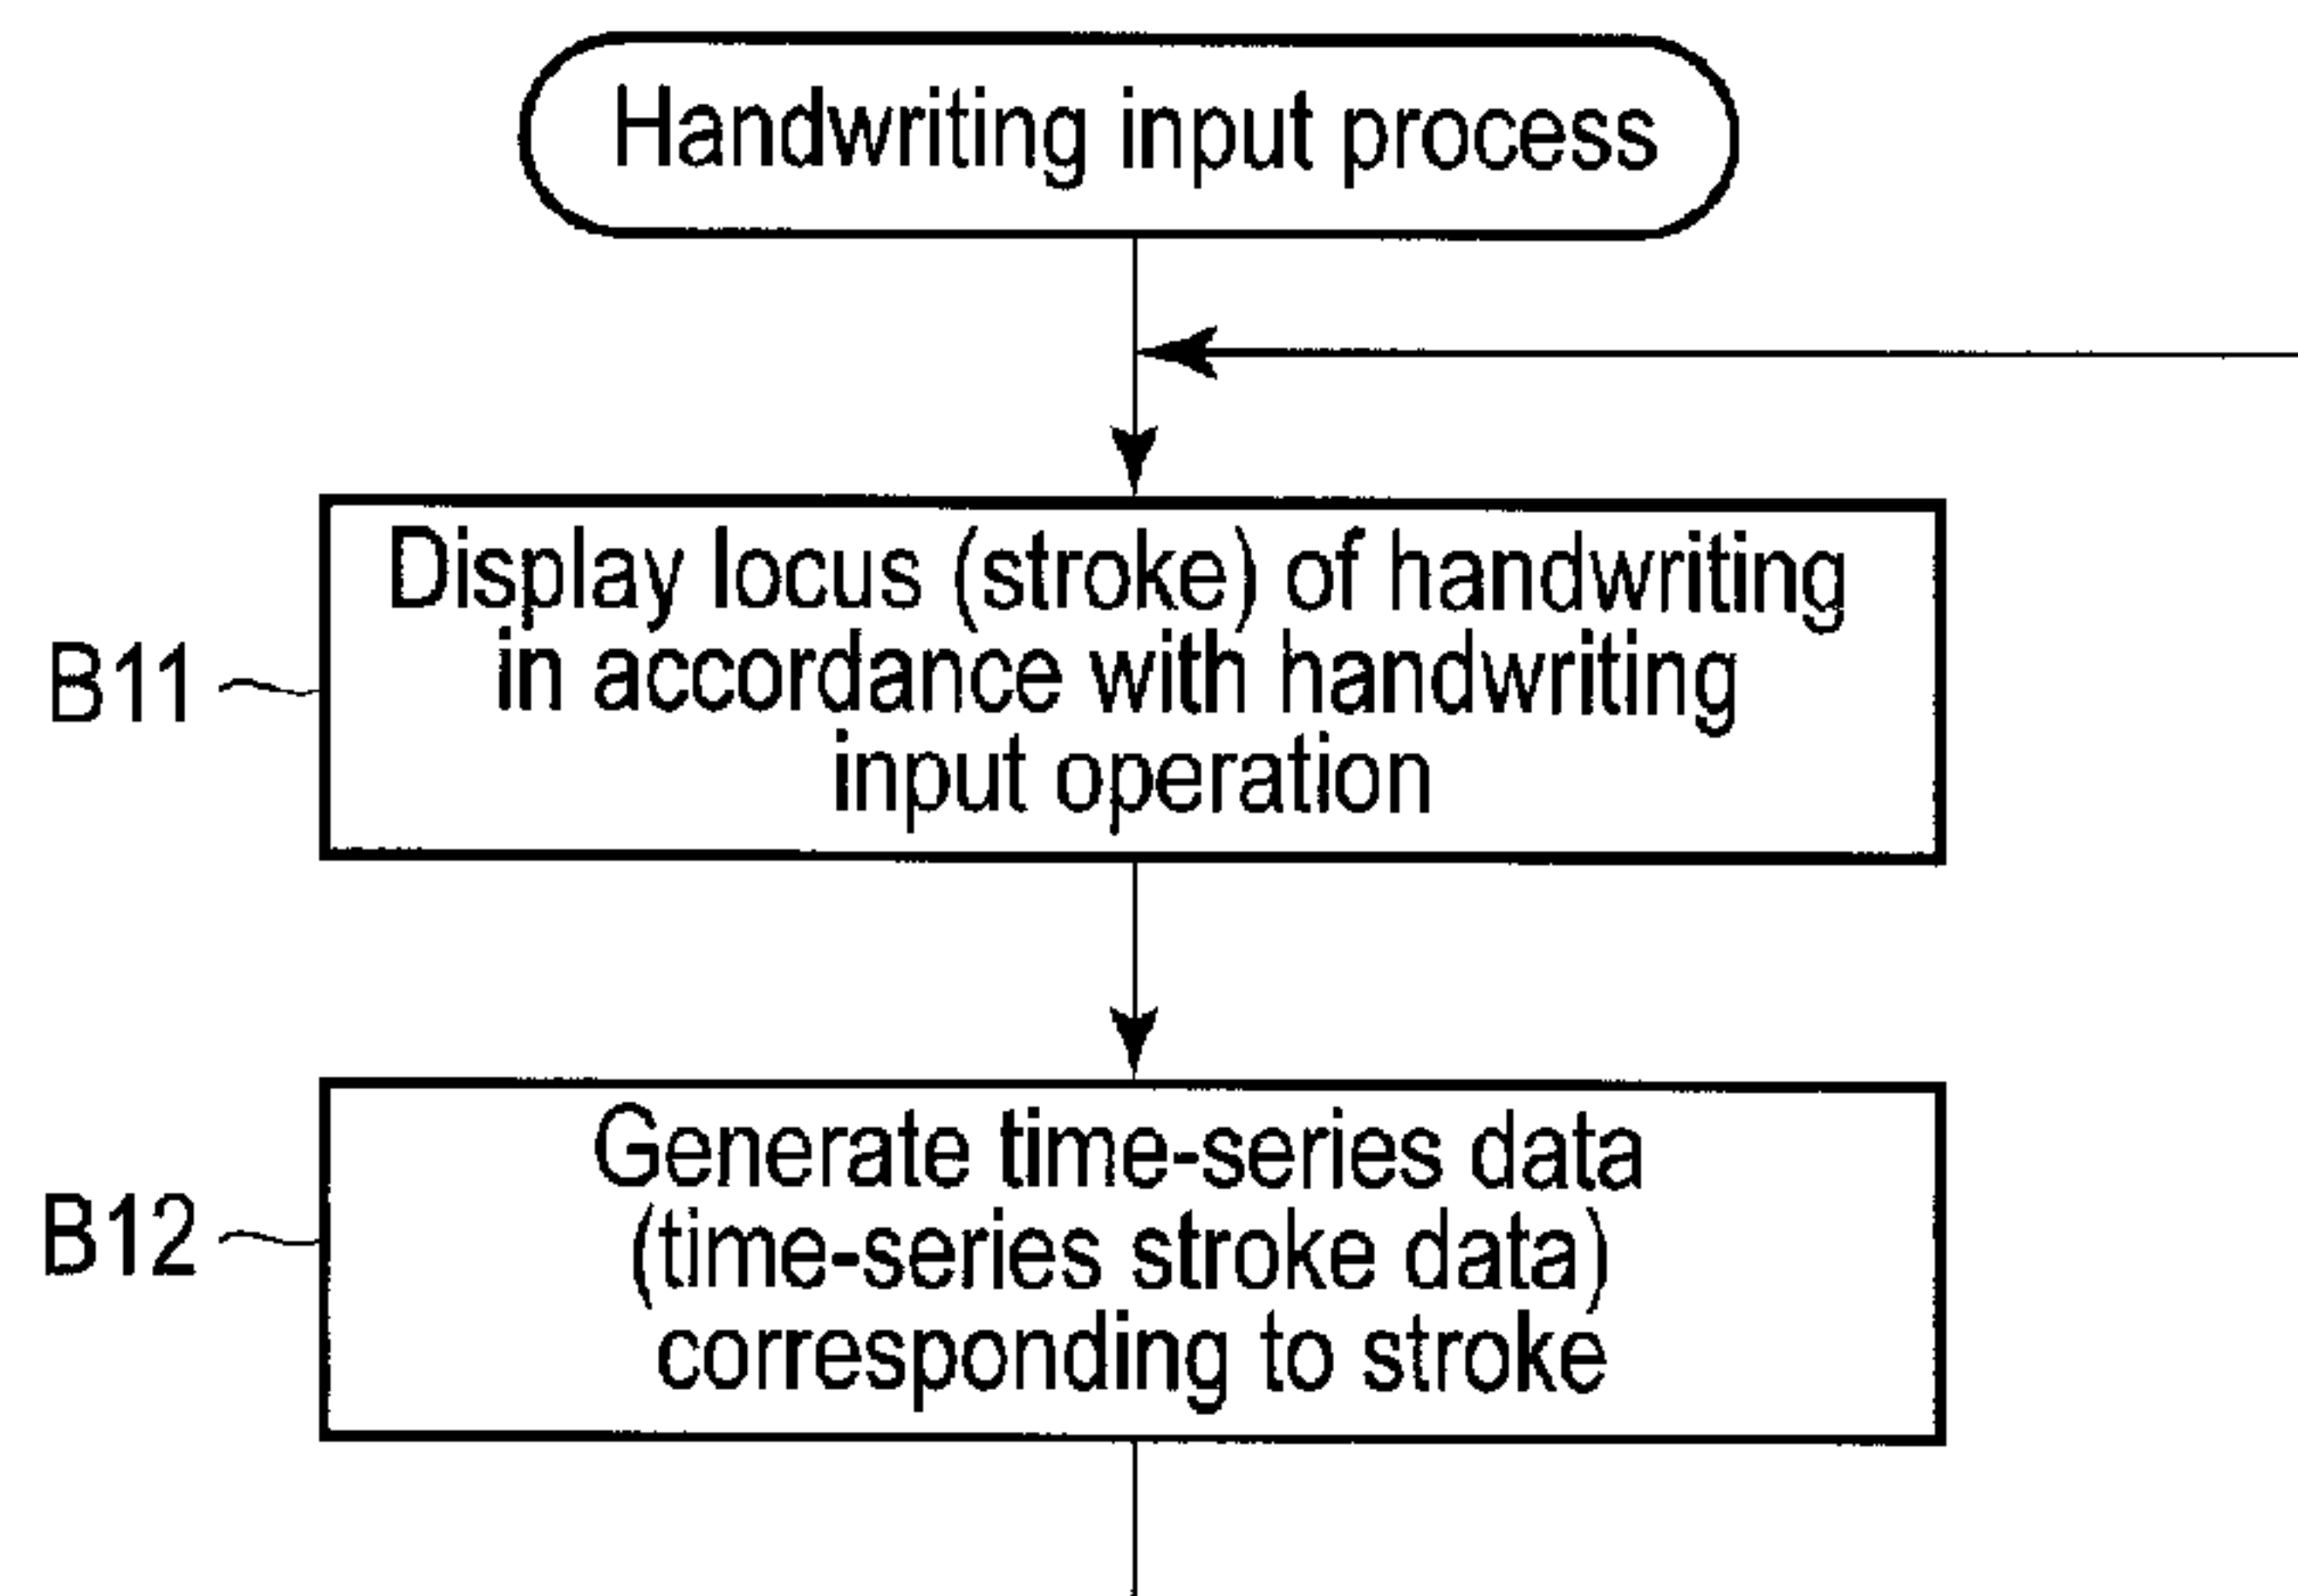 Handwriting input process
B11
Display locus (stroke) of handwriting
in accordance with handwriting
input operation
B12
Generate time-series data
(time-series stroke data)
corresponding to stroke